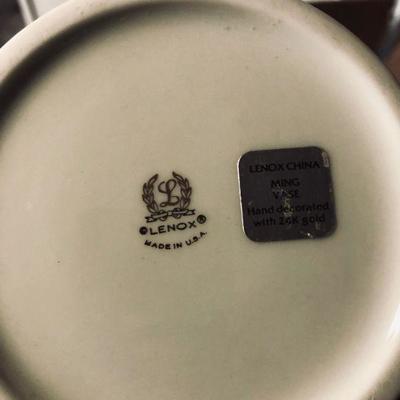 L
©LENOX®
MADE IN U.S.A.
LENOX CHINA
MING
VASE
Hand decorated
with 24K gold